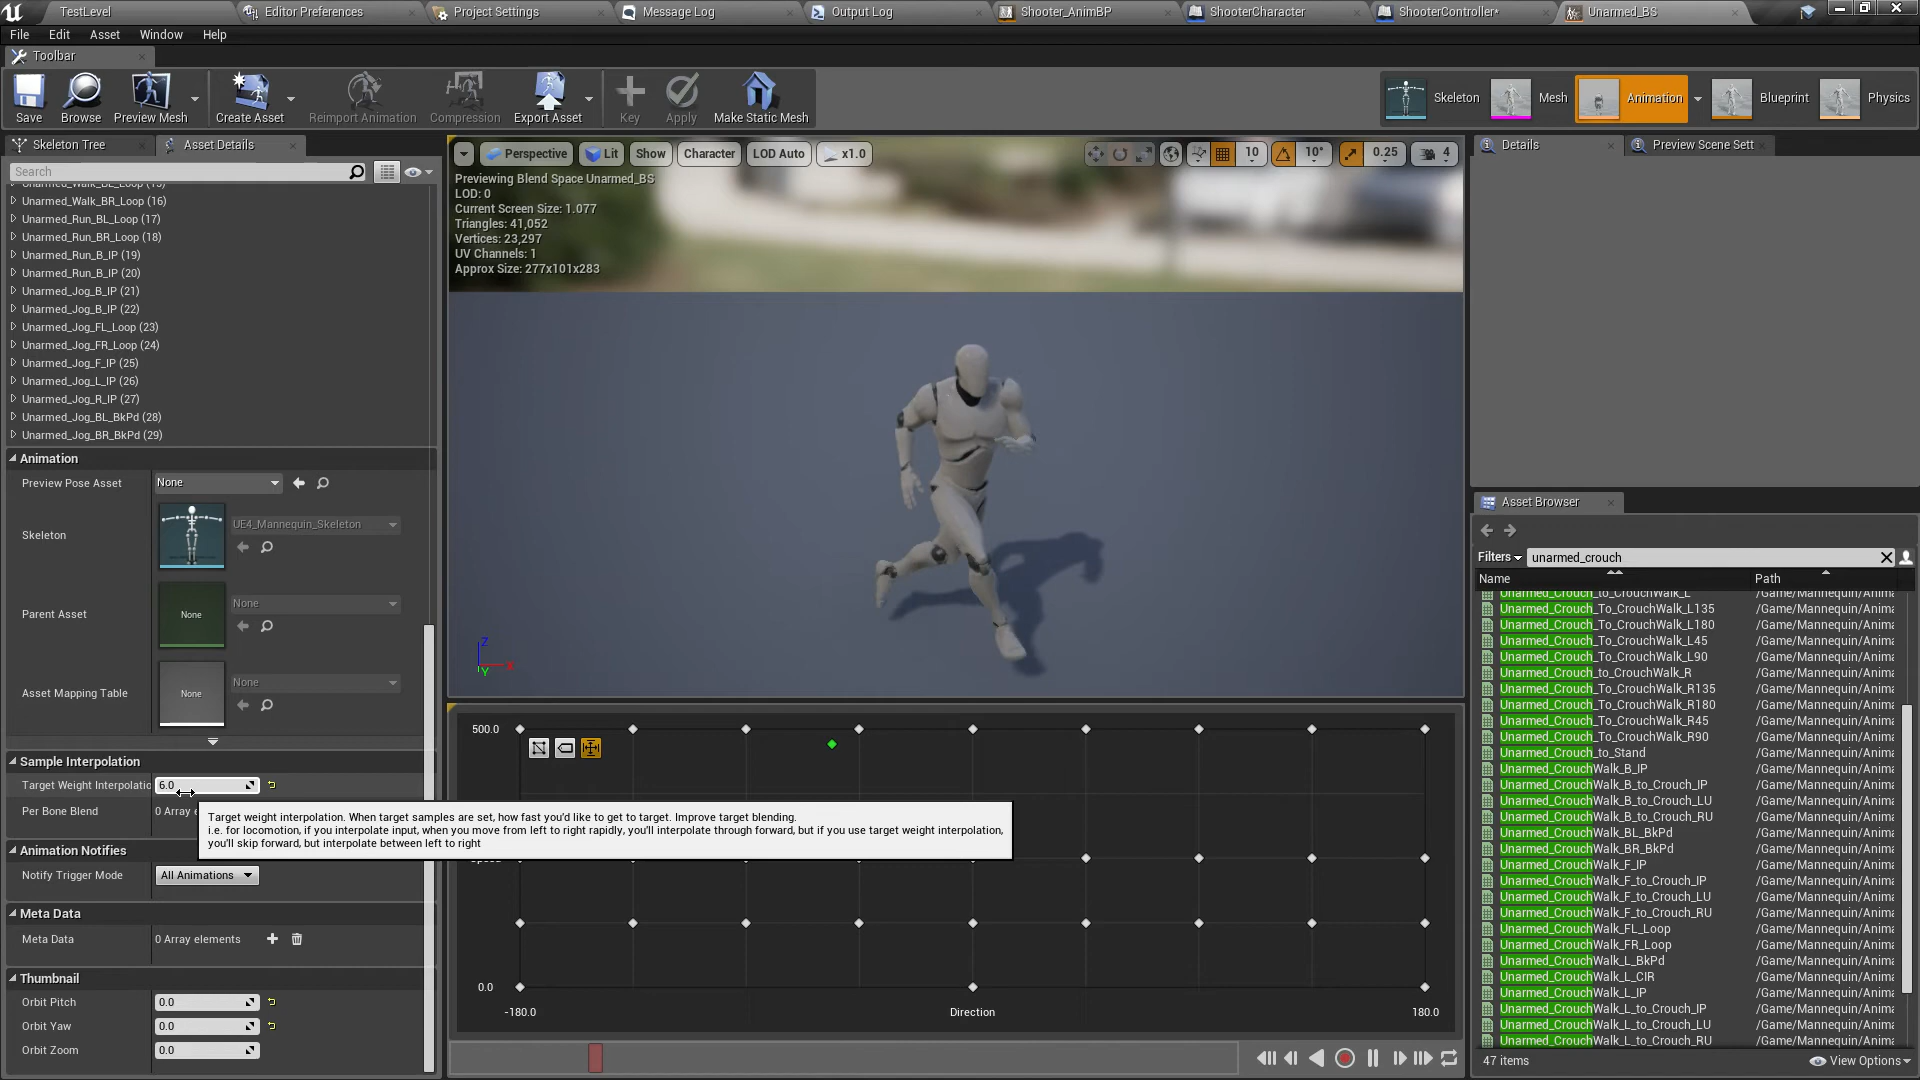 TestLevel
Editor Preferences
Project Settings
Message Log
Output Log
Shooter_AnimBP
ShooterCharacter
ShooterController*
Unarmed_BS
File Edit Asset Window Help
Toolbar
Save
Browse
Preview Mesh
Create Asset
Reimport Animation
Compression
Export Asset
Key
Apply
Make Static Mesh
Skeleton
Mesh
Animation
Blueprint
Physics
Skeleton Tree
Asset Details
Search
Unarmed_Walk_BL_Loop (15)
Unarmed_Walk_BR_Loop (16)
Unarmed_Run_BL_Loop (17)
Unarmed_Run_BR_Loop (18)
Unarmed_Run_B_IP (19)
Unarmed_Run_B_IP (20)
Unarmed_Jog_B_IP (21)
Unarmed_Jog_B_IP (22)
Unarmed_Jog_FL_Loop (23)
Unarmed_Jog_FR_Loop (24)
Unarmed_Jog_F_IP (25)
Unarmed_Jog_L_IP (26)
Unarmed_Jog_R_IP (27)
Unarmed_Jog_BL_BkPd (28)
Unarmed_Jog_BR_BkPd (29)
Animation
Preview Pose Asset None
Skeleton UE4_Mannequin_Skeleton
Parent Asset None None
Asset Mapping Table None None
Sample Interpolation
Target Weight Interpolatio 6.0
Per Bone Blend 0 Array e
Target weight interpolation. When target samples are set, how fast you'd like to get to target. Improve target blending.
i.e. for locomotion, if you interpolate input, when you move from left to right rapidly, you'll interpolate through forward, but if you use target weight interpolation,
you'll skip forward, but interpolate between left to right
Animation Notifies
Notify Trigger Mode All Animations
Meta Data
Meta Data 0 Array elements
Thumbnail
Orbit Pitch 0.0
Orbit Yaw 0.0
Orbit Zoom 0.0
Perspective Lit Show Character LOD Auto x1.0
10 10° 0.25 4
Previewing Blend Space Unarmed_BS
LOD: 0
Current Screen Size: 1.077
Triangles: 41,052
Vertices: 23,297
UV Channels: 1
Approx Size: 277x101x283
Z
X
Y
500.0
0.0
-180.0 Direction 180.0
Details
Preview Scene Sett
Asset Browser
Filters unarmed_crouch
Name Path
Unarmed_Crouch_to_CrouchWalk_L
Unarmed_Crouch_To_CrouchWalk_L135 /Game/Mannequin/Anima
Unarmed_Crouch_To_CrouchWalk_L180 /Game/Mannequin/Anima
Unarmed_Crouch_To_CrouchWalk_L45 /Game/Mannequin/Anima
Unarmed_Crouch_To_CrouchWalk_L90 /Game/Mannequin/Anima
Unarmed_Crouch_to_CrouchWalk_R /Game/Mannequin/Anima
Unarmed_Crouch_To_CrouchWalk_R135 /Game/Mannequin/Anima
Unarmed_Crouch_To_CrouchWalk_R180 /Game/Mannequin/Anima
Unarmed_Crouch_To_CrouchWalk_R45 /Game/Mannequin/Anima
Unarmed_Crouch_To_CrouchWalk_R90 /Game/Mannequin/Anima
Unarmed_Crouch_to_Stand /Game/Mannequin/Anima
Unarmed_CrouchWalk_B_IP /Game/Mannequin/Anima
Unarmed_CrouchWalk_B_to_Crouch_IP /Game/Mannequin/Anima
Unarmed_CrouchWalk_B_to_Crouch_LU /Game/Mannequin/Anima
Unarmed_CrouchWalk_B_to_Crouch_RU /Game/Mannequin/Anima
Unarmed_CrouchWalk_BL_BkPd /Game/Mannequin/Anima
Unarmed_CrouchWalk_BR_BkPd /Game/Mannequin/Anima
Unarmed_CrouchWalk_F_IP /Game/Mannequin/Anima
Unarmed_CrouchWalk_F_to_Crouch_IP /Game/Mannequin/Anima
Unarmed_CrouchWalk_F_to_Crouch_LU /Game/Mannequin/Anima
Unarmed_CrouchWalk_F_to_Crouch_RU /Game/Mannequin/Anima
Unarmed_CrouchWalk_FL_Loop /Game/Mannequin/Anima
Unarmed_CrouchWalk_FR_Loop /Game/Mannequin/Anima
Unarmed_CrouchWalk_L_BkPd /Game/Mannequin/Anima
Unarmed_CrouchWalk_L_CIR /Game/Mannequin/Anima
Unarmed_CrouchWalk_L_IP /Game/Mannequin/Anima
Unarmed_CrouchWalk_L_to_Crouch_IP /Game/Mannequin/Anima
Unarmed_CrouchWalk_L_to_Crouch_LU /Game/Mannequin/Anima
Unarmed_CrouchWalk_L_to_Crouch_RU /Game/Mannequin/Anima
47 items View Options